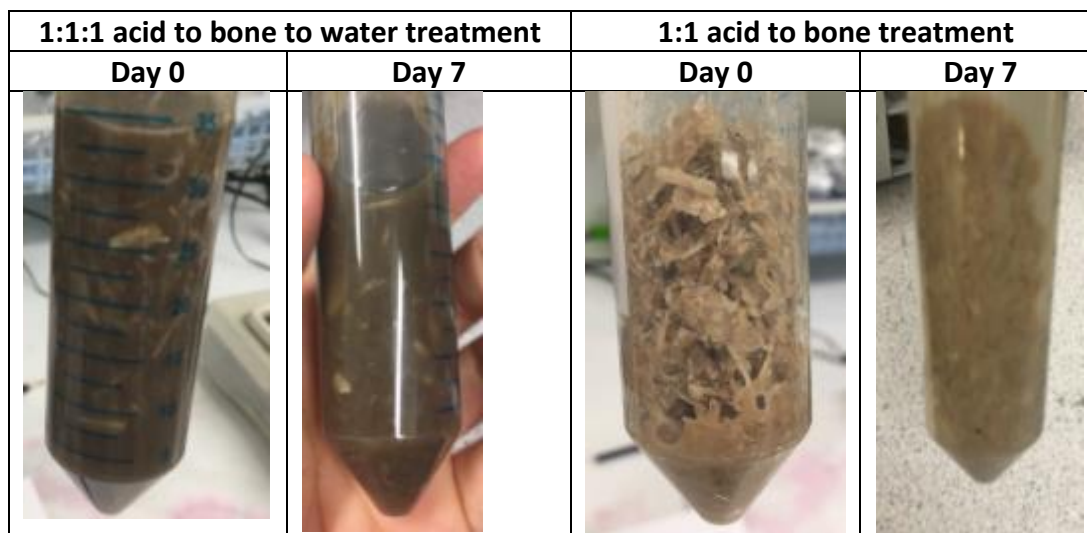 1:1:1 acid to bone to water treatment
1:1 acid to bone treatment
Day 0
Day 7
Day 0
Day 7
35